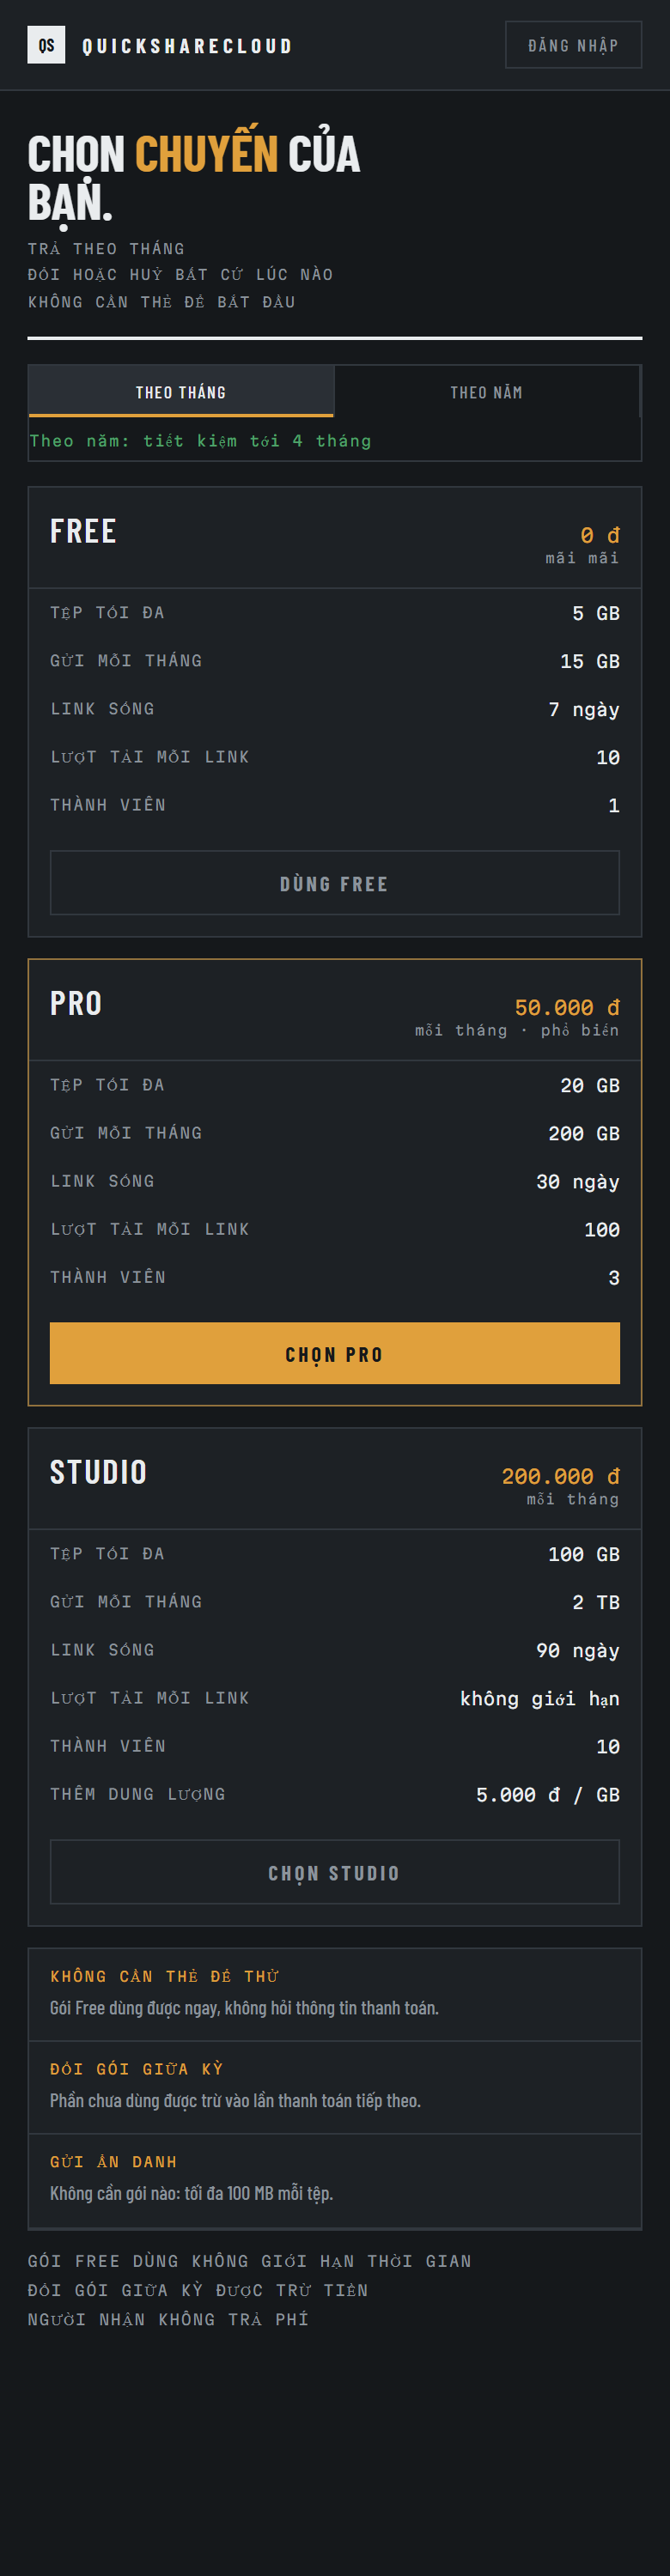 QS QUICKSHARECLOUD ĐĂNG NHẬP
CHỌN CHUYẾN CỦA
BẠN.
TRẢ THEO THÁNG
ĐỔI HOẶC HUỶ BẤT CỨ LÚC NÀO
KHÔNG CẦN THẺ ĐỂ BẮT ĐẦU
THEO THÁNG THEO NĂM
Theo năm: tiết kiệm tới 4 tháng
FREE 0 đ
mãi mãi
TỆP TỐI ĐA 5 GB
GỬI MỖI THÁNG 15 GB
LINK SỐNG 7 ngày
LƯỢT TẢI MỖI LINK 10
THÀNH VIÊN 1
DÙNG FREE
PRO 50.000 đ
mỗi tháng · phổ biến
TỆP TỐI ĐA 20 GB
GỬI MỖI THÁNG 200 GB
LINK SỐNG 30 ngày
LƯỢT TẢI MỖI LINK 100
THÀNH VIÊN 3
CHỌN PRO
STUDIO 200.000 đ
mỗi tháng
TỆP TỐI ĐA 100 GB
GỬI MỖI THÁNG 2 TB
LINK SỐNG 90 ngày
LƯỢT TẢI MỖI LINK không giới hạn
THÀNH VIÊN 10
THÊM DUNG LƯỢNG 5.000 đ / GB
CHỌN STUDIO
KHÔNG CẦN THẺ ĐỂ THỬ
Gói Free dùng được ngay, không hỏi thông tin thanh toán.
ĐỔI GÓI GIỮA KỲ
Phần chưa dùng được trừ vào lần thanh toán tiếp theo.
GỬI ẨN DANH
Không cần gói nào: tối đa 100 MB mỗi tệp.
GÓI FREE DÙNG KHÔNG GIỚI HẠN THỜI GIAN
ĐỔI GÓI GIỮA KỲ ĐƯỢC TRỪ TIỀN
NGƯỜI NHẬN KHÔNG TRẢ PHÍ